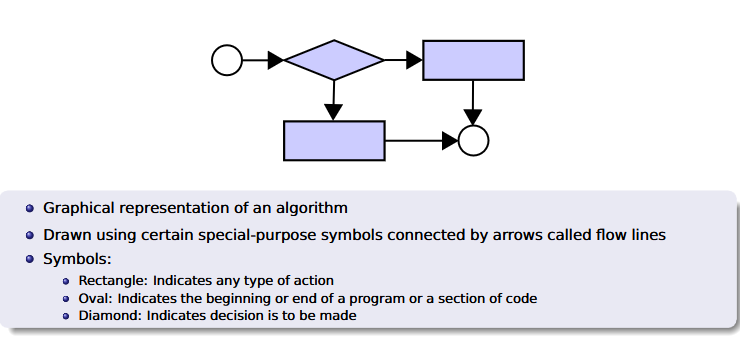 Graphical representation of an algorithm
Drawn using certain special-purpose symbols connected by arrows called flow lines
Symbols:
Rectangle: Indicates any type of action
Oval: Indicates the beginning or end of a program or a section of code
Diamond: Indicates decision is to be made